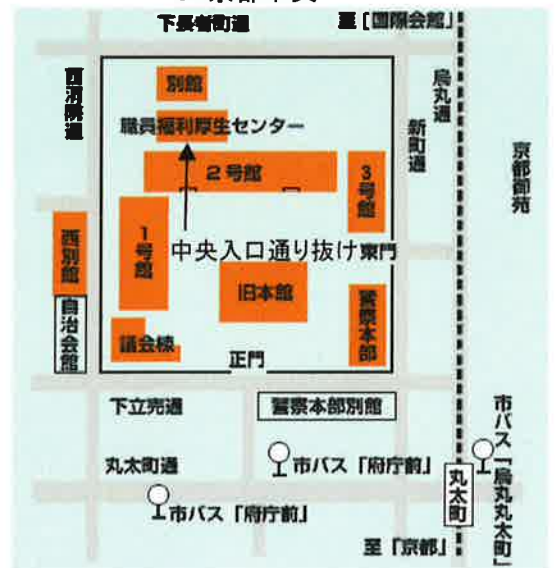 下長者町通
至[国際会館」
西洞院通
別館
烏丸通
職員福利厚生センター
新町通
京都御苑
2号館
3号館
1号館
西別館
中央入口通り抜け
東門
旧本館
自治会館
警察本部
議会棟
正門
下立売通
警察本部別館
市バス「烏丸丸太町」
丸太町通
市バス「府庁前」
丸太町
市バス「府庁前」
至「京都」